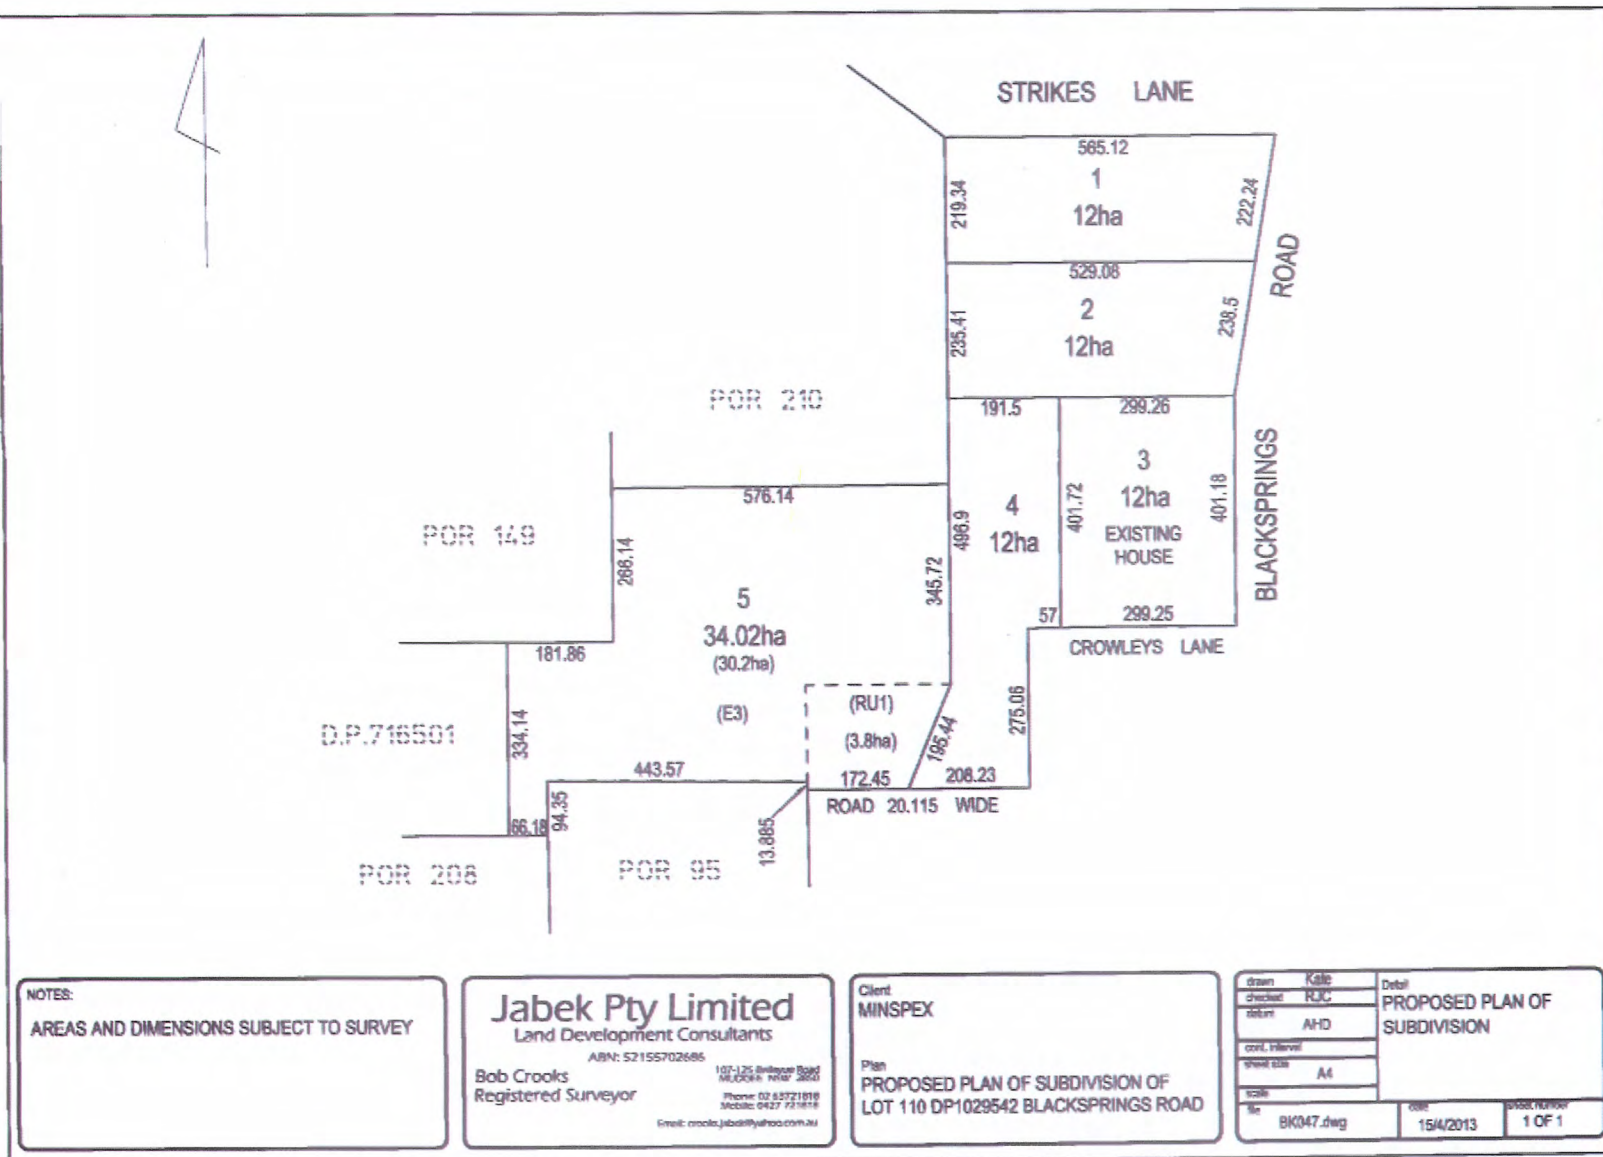 STRIKES LANE
565.12
1
12ha
219.34
222.24
ROAD
529.08
2
12ha
235.41
238.5
POR 210
191.5
299.26
BLACKSPRINGS
3
12ha
EXISTING
HOUSE
401.72
401.18
4
12ha
496.9
576.14
POR 149
266.14
345.72
5
34.02ha
(30.2ha)
(E3)
57
299.25
CROWLEYS LANE
181.86
(RU1)
(3.8ha)
195.44
275.06
D.P.716501
334.14
443.57
172.45
208.23
ROAD 20.115 WIDE
66.18
94.35
13.885
POR 208
POR 95
NOTES:
AREAS AND DIMENSIONS SUBJECT TO SURVEY
Jabek Pty Limited
Land Development Consultants
ABN: 52155702686
Bob Crooks
Registered Surveyor
Client
MINSPEX
Plan
PROPOSED PLAN OF SUBDIVISION OF
LOT 110 DP1029542 BLACKSPRINGS ROAD
drawn Kate
checked RJC
datum
AHD
cont. interval
sheet size
A4
scale
file
BK047.dwg
Detail
PROPOSED PLAN OF
SUBDIVISION
date
15/4/2013
sheet number
1 OF 1